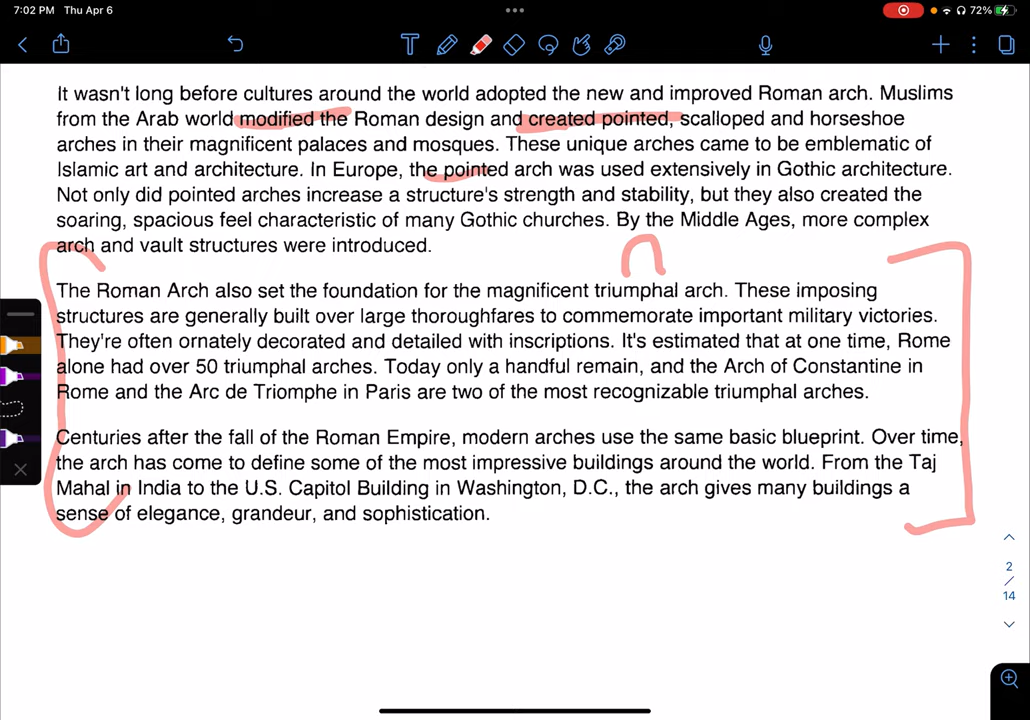 7:02 PM Thu Apr 6
72%
It wasn't long before cultures around the world adopted the new and improved Roman arch. Muslims
from the Arab world modified the Roman design and created pointed, scalloped and horseshoe
arches in their magnificent palaces and mosques. These unique arches came to be emblematic of
Islamic art and architecture. In Europe, the pointed arch was used extensively in Gothic architecture.
Not only did pointed arches increase a structure's strength and stability, but they also created the
soaring, spacious feel characteristic of many Gothic churches. By the Middle Ages, more complex
arch and vault structures were introduced.
The Roman Arch also set the foundation for the magnificent triumphal arch. These imposing
structures are generally built over large thoroughfares to commemorate important military victories.
They're often ornately decorated and detailed with inscriptions. It's estimated that at one time, Rome
alone had over 50 triumphal arches. Today only a handful remain, and the Arch of Constantine in
Rome and the Arc de Triomphe in Paris are two of the most recognizable triumphal arches.
Centuries after the fall of the Roman Empire, modern arches use the same basic blueprint. Over time,
the arch has come to define some of the most impressive buildings around the world. From the Taj
Mahal in India to the U.S. Capitol Building in Washington, D.C., the arch gives many buildings a
sense of elegance, grandeur, and sophistication.
2
/
14